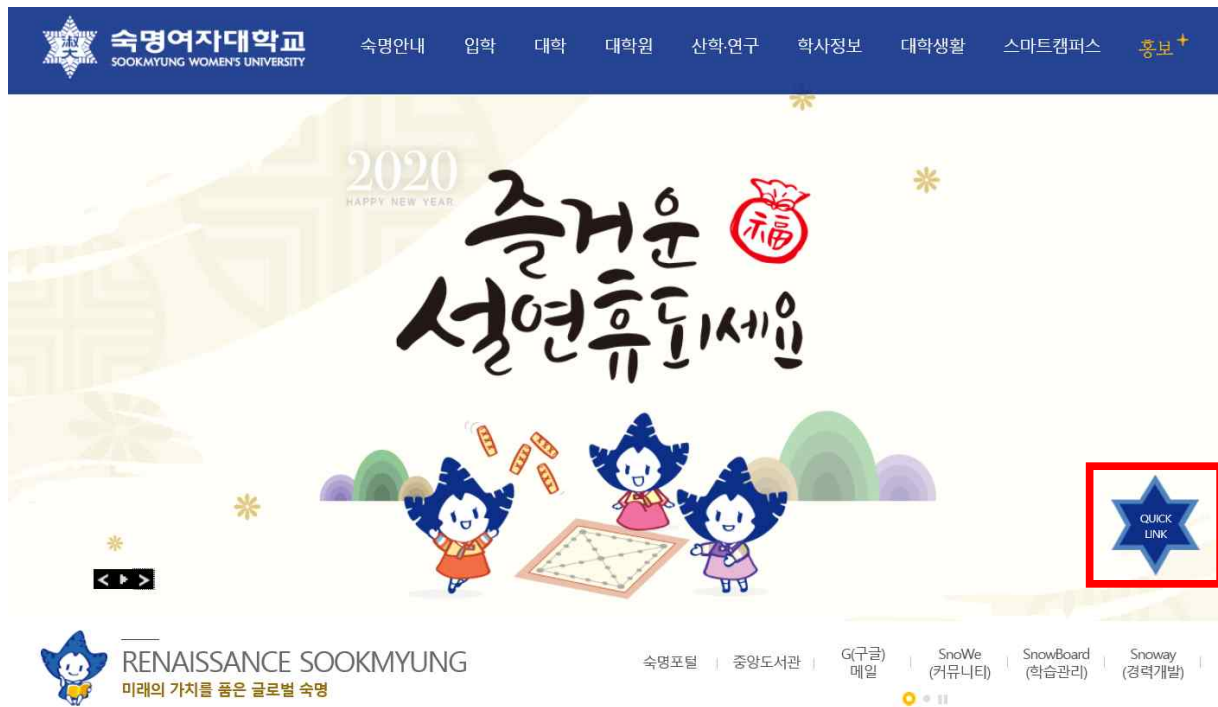 숙명여자대학교
SOOKMYUNG WOMEN'S UNIVERSITY
숙명안내 입학 대학 대학원 산학·연구 학사정보 대학생활 스마트캠퍼스 홍보+
2020
HAPPY NEW YEAR
즐거운 福
설연휴되세요
QUICK
LINK
RENAISSANCE SOOKMYUNG
미래의 가치를 품은 글로벌 숙명
숙명포털 | 중앙도서관 | G(구글) 메일 | SnoWe (커뮤니티) | SnowBoard (학습관리) | Snoway (경력개발) |